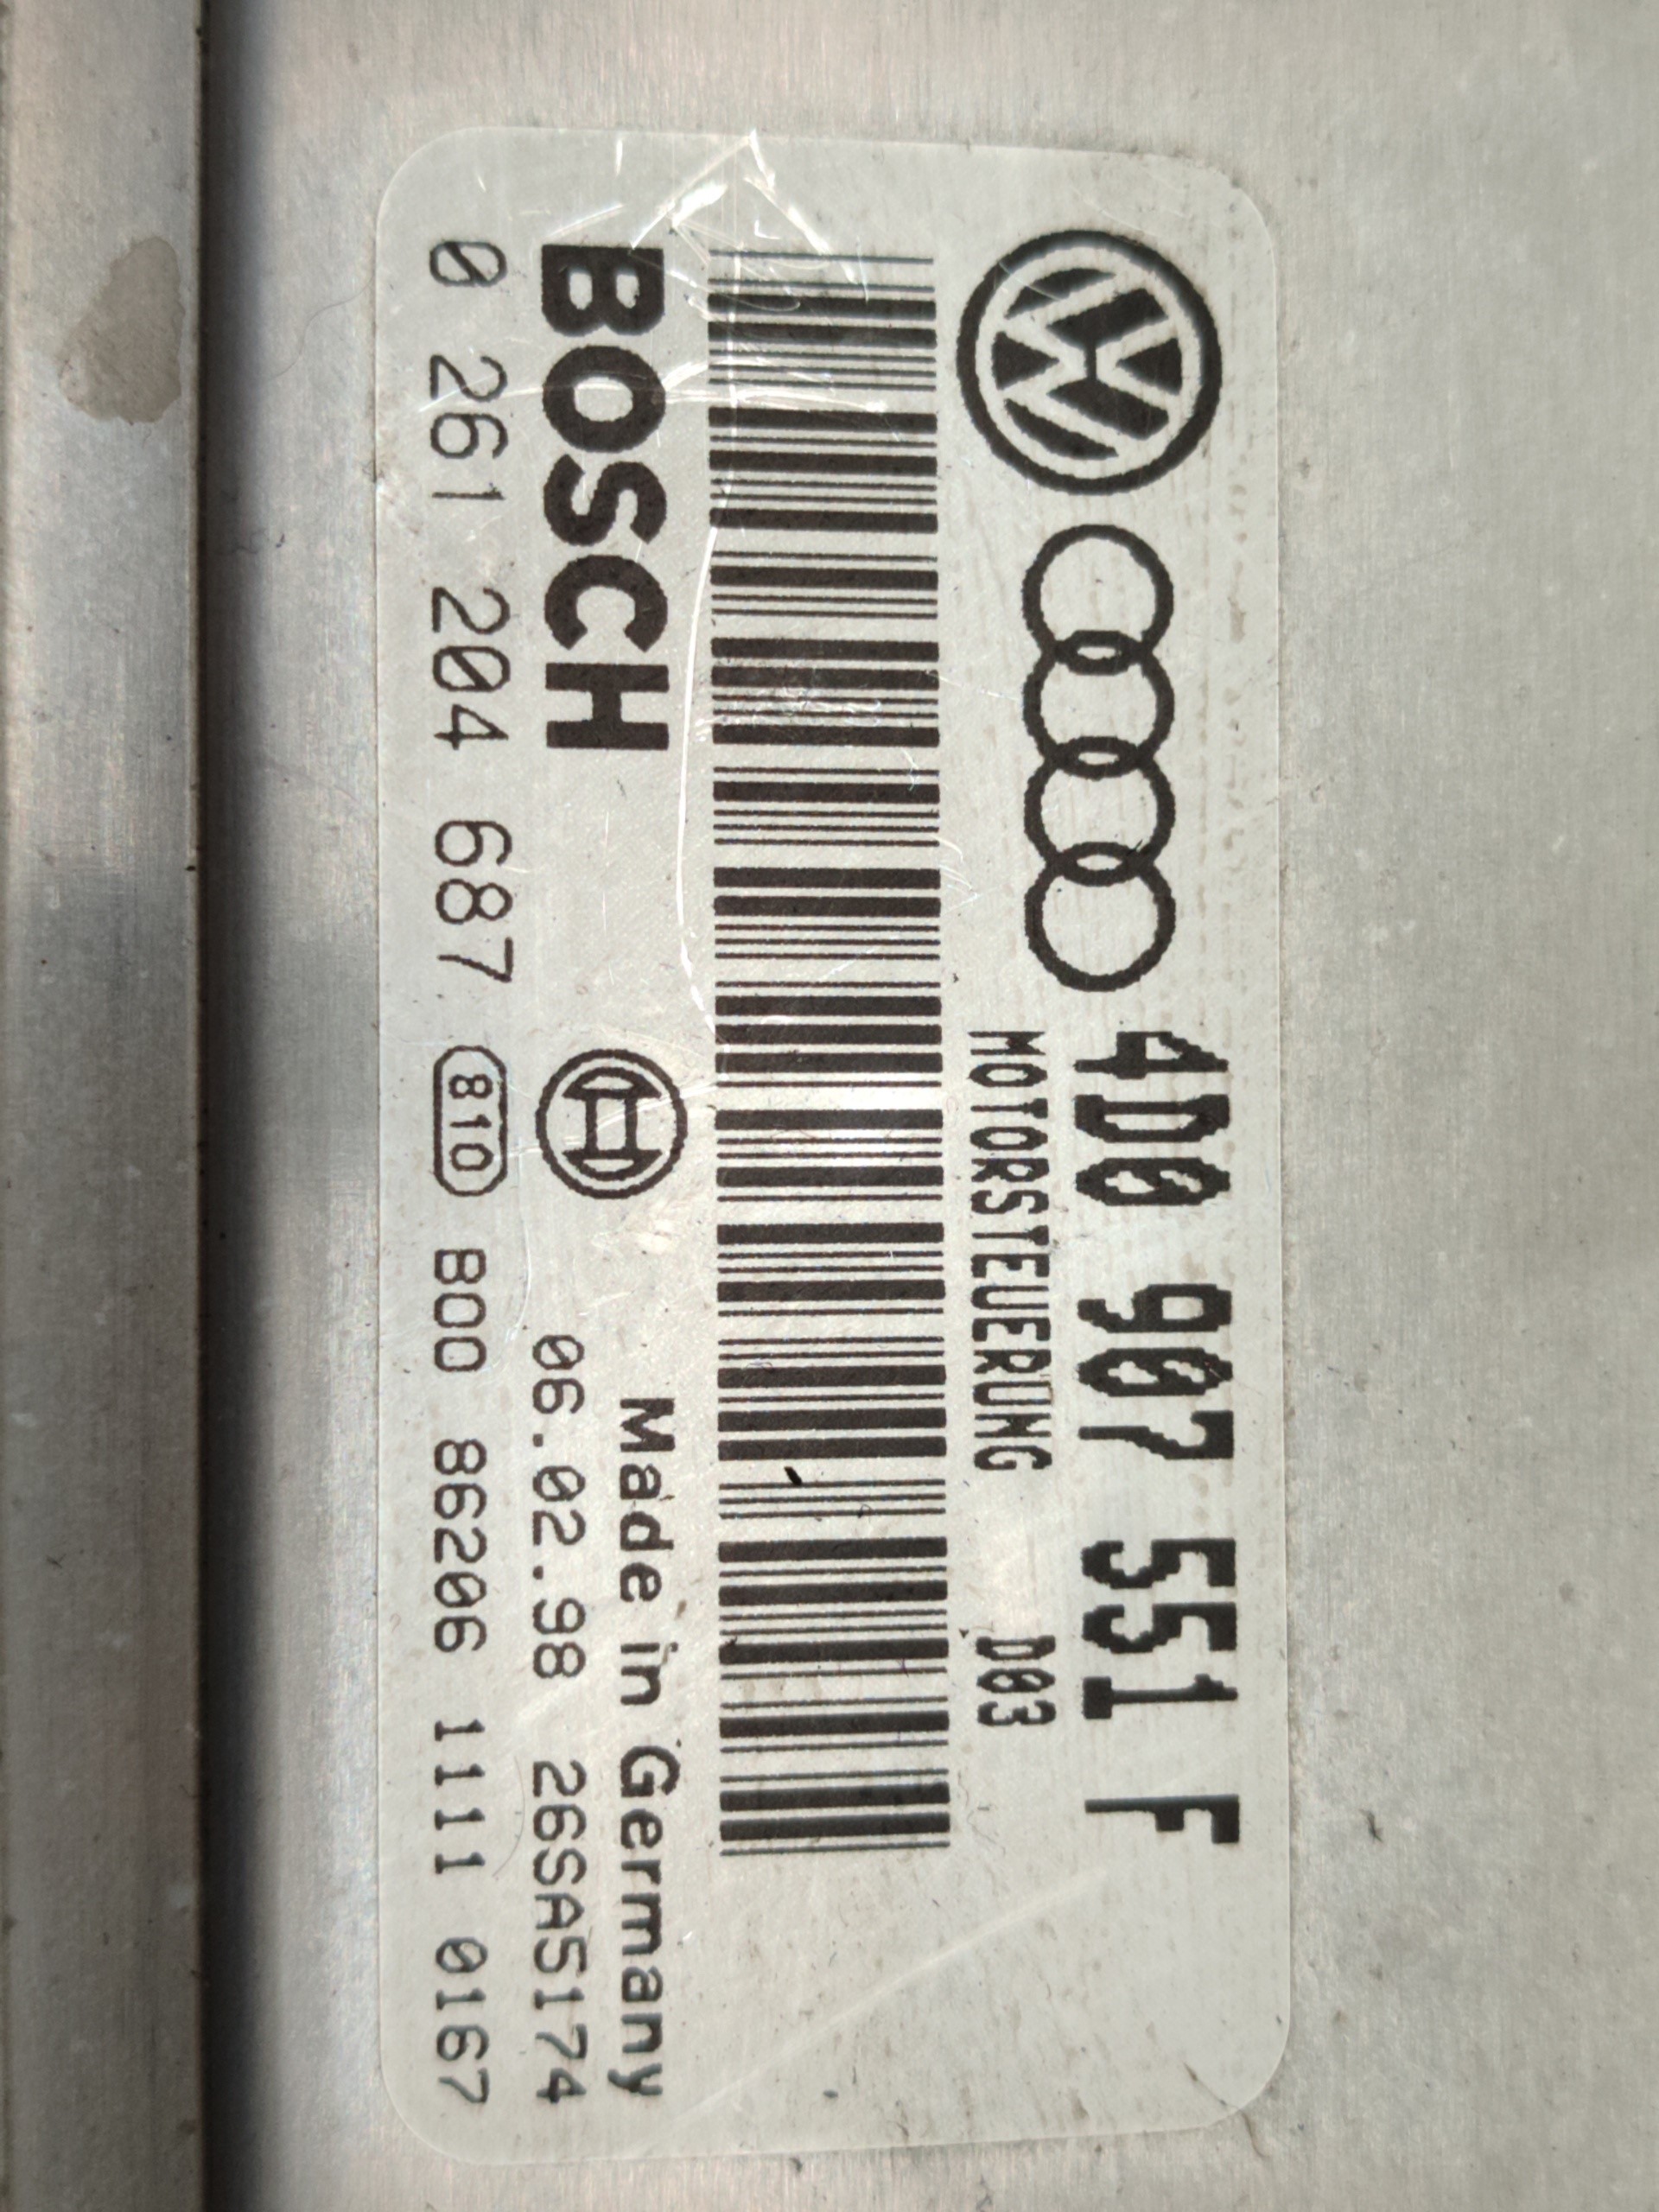 4D0 907 551 F
MOTORSTEUERUNG D03
BOSCH
Made in Germany
06.02.98 26SA5174
0 261 204 687 810 B00 86206 1111 0167